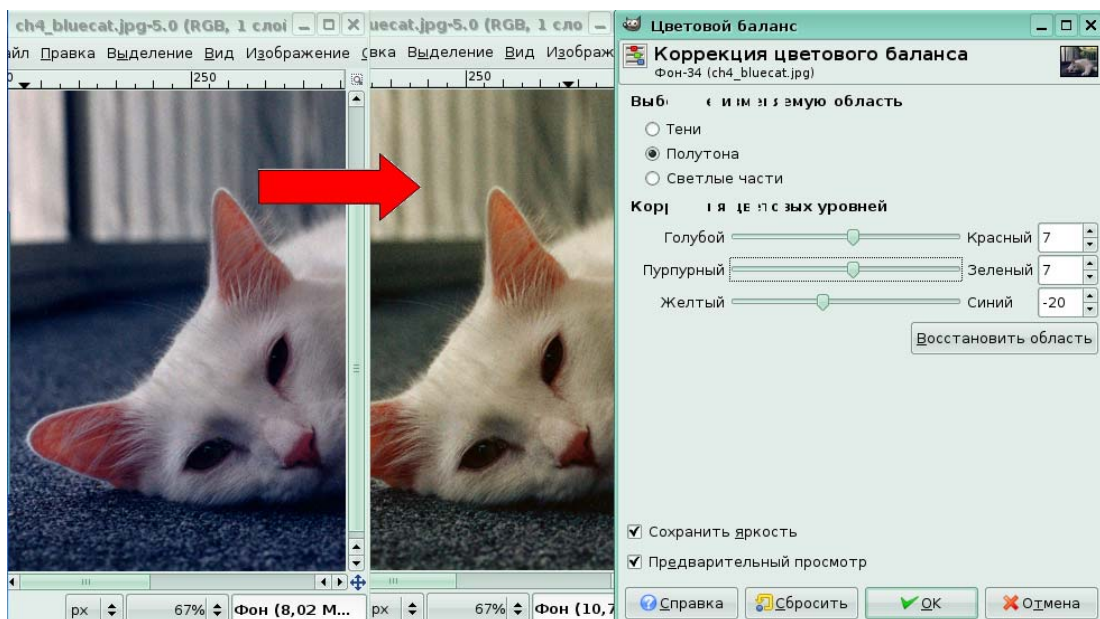 ch4_bluecat.jpg-5.0 (RGB, 1 слої
айл Правка Выделение Вид Изображение
250
px 67% Фон (8,02 М...
uecat.jpg-5.0 (RGB, 1 сло
вка Выделение Вид Изображ
250
px 67% Фон (10,7
Цветовой баланс
Коррекция цветового баланса
Фон-34 (ch4_bluecat.jpg)
область
Тени
Полутона
Светлые части
уровней
Голубой Красный 7
Пурпурный Зеленый 7
Желтый Синий -20
Восстановить область
Сохранить яркость
Предварительный просмотр
Справка Сбросить OK Отмена